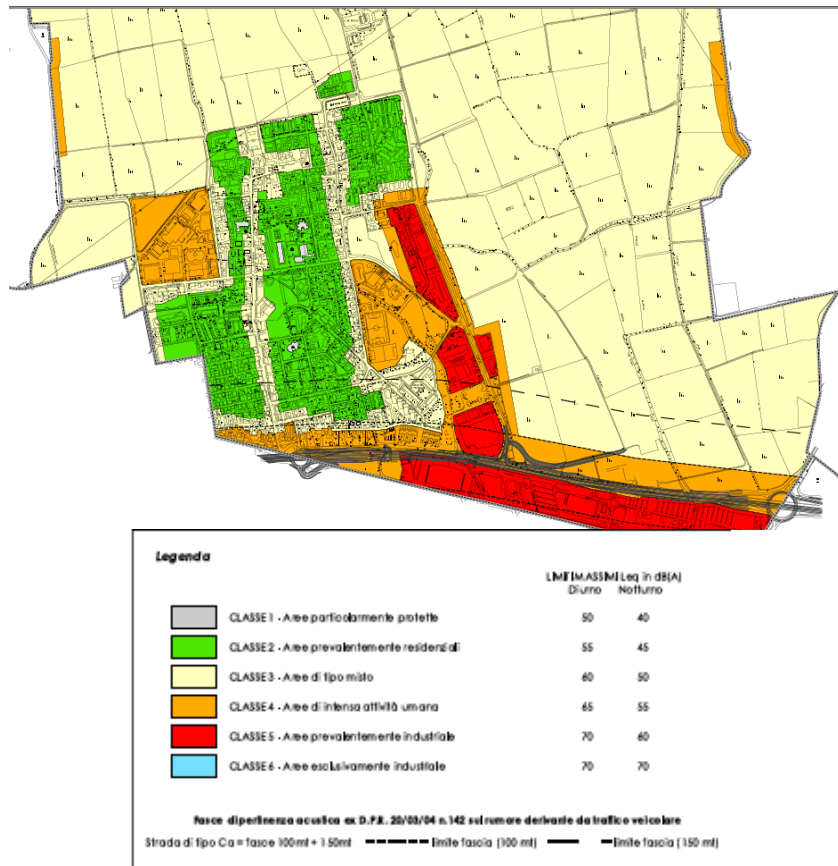 Legenda
LIMITI MASSIMI Leq in dB(A)
Diurno Notturno
CLASSE 1 - Aree particolarmente protette 50 40
CLASSE 2 - Aree prevalentemente residenziali 55 45
CLASSE 3 - Aree di tipo misto 60 50
CLASSE 4 - Aree di intensa attività umana 65 55
CLASSE 5 - Aree prevalentemente industriale 70 60
CLASSE 6 - Aree esclusivamente industriale 70 70
Fasce di pertinenza acustica ex D.P.R. 20/03/04 n.142 sul rumore derivante da traffico veicolare
Strada di tipo Ca = fasce 100mt + 150mt limite fascia (100 mt) limite fascia (150 mt)